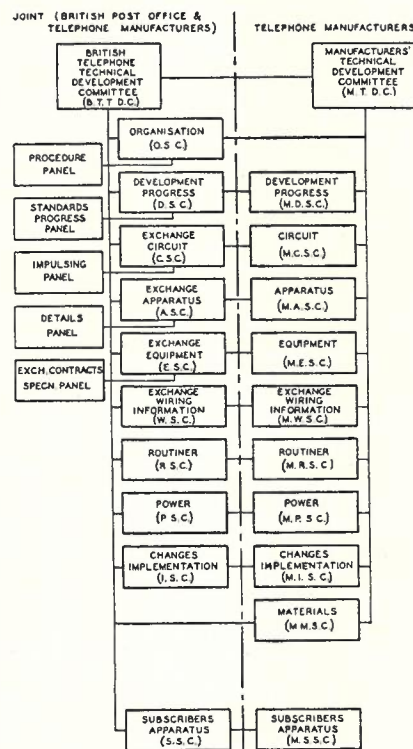 JOINT (BRITISH POST OFFICE &
TELEPHONE MANUFACTURERS)
TELEPHONE MANUFACTURERS
BRITISH
TELEPHONE
TECHNICAL
DEVELOPMENT
COMMITTEE
(B.T.T.D.C.)
MANUFACTURERS'
TECHNICAL
DEVELOPMENT
COMMITTEE
(M.T.D.C.)
ORGANISATION
(O.S.C.)
PROCEDURE
PANEL
DEVELOPMENT
PROGRESS
(D.S.C.)
DEVELOPMENT
PROGRESS
(M.D.S.C.)
STANDARDS
PROGRESS
PANEL
EXCHANGE
CIRCUIT
(C.S.C.)
CIRCUIT
(M.C.S.C.)
IMPULSING
PANEL
EXCHANGE
APPARATUS
(A.S.C.)
APPARATUS
(M.A.S.C.)
DETAILS
PANEL
EXCHANGE
EQUIPMENT
(E.S.C.)
EQUIPMENT
(M.E.S.C.)
EXCH. CONTRACTS
SPECN. PANEL
EXCHANGE
WIRING
INFORMATION
(W.S.C.)
EXCHANGE
WIRING
INFORMATION
(M.W.S.C.)
ROUTINER
(R.S.C.)
ROUTINER
(M.R.S.C.)
POWER
(P.S.C.)
POWER
(M.P.S.C.)
CHANGES
IMPLEMENTATION
(I.S.C.)
CHANGES
IMPLEMENTATION
(M.I.S.C.)
MATERIALS
(M.M.S.C.)
SUBSCRIBERS
APPARATUS
(S.S.C.)
SUBSCRIBERS
APPARATUS
(M.S.S.C.)